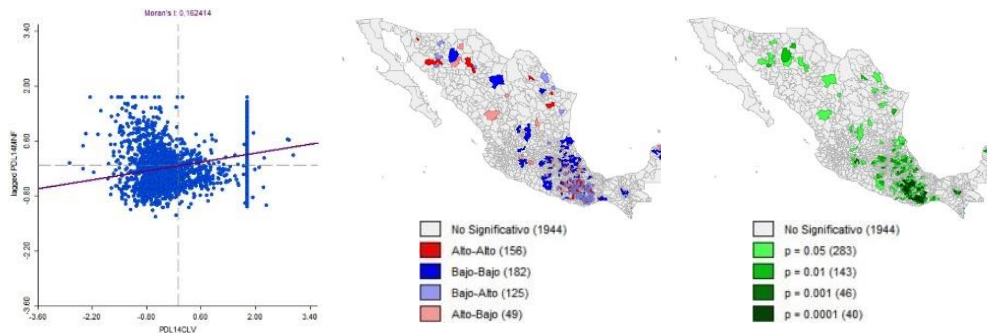 Moran's I: 0,162414
3.40
2.00
0.60
-0.80
-2.20
-3.60
lagged PDL14MNF
-3.60
-2.20
-0.80
-0.00
0.60
2.00
3.40
PDL14CLV
No Significativo (1944)
Alto-Alto (156)
Bajo-Bajo (182)
Bajo-Alto (125)
Alto-Bajo (49)
No Significativo (1944)
p = 0.05 (283)
p = 0.01 (143)
p = 0.001 (46)
p = 0.0001 (40)